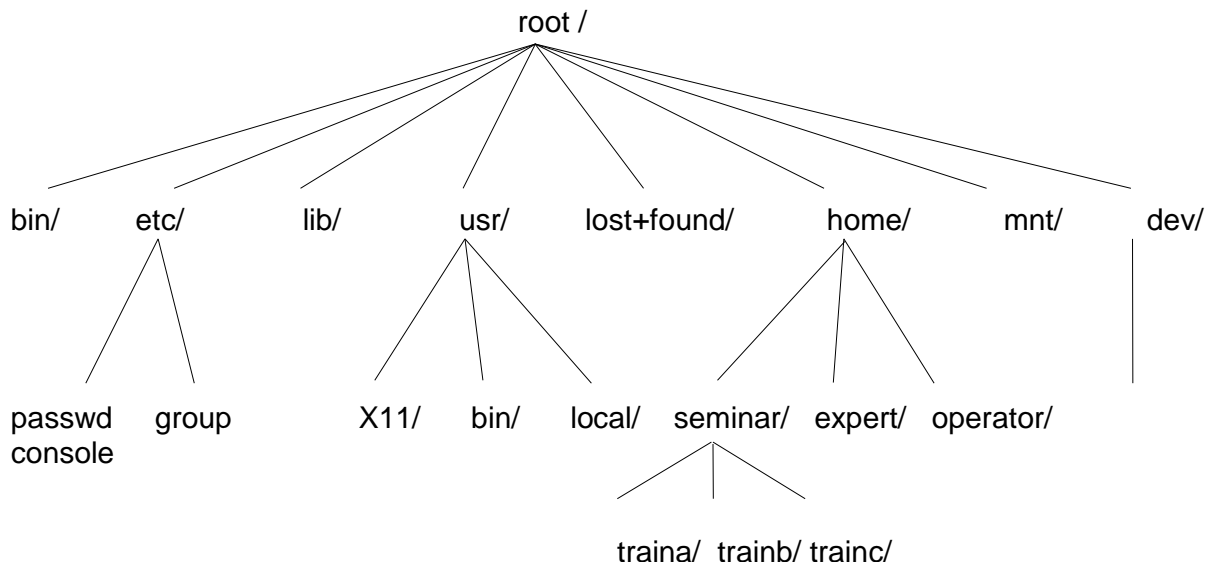 root /
bin/ etc/ lib/ usr/ lost+found/ home/ mnt/ dev/
passwd group X11/ bin/ local/ seminar/ expert/ operator/
console
traina/ trainb/ trainc/